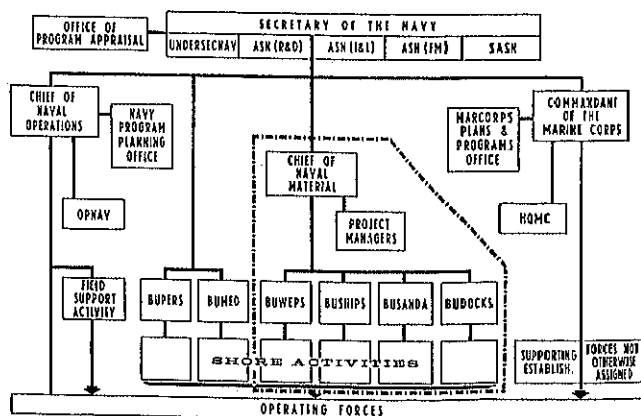 OFFICE OF
PROGRAM APPRAISAL
SECRETARY OF THE NAVY
UNDERSECNAV
ASN (R&D)
ASN (I&L)
ASN (FM)
SASN
CHIEF OF
NAVAL
OPERATIONS
NAVY
PROGRAM
PLANNING
OFFICE
MARCORPS
PLANS &
PROGRAMS
OFFICE
COMMANDANT
OF THE
MARINE CORPS
CHIEF OF
NAVAL
MATERIAL
OPNAV
PROJECT
MANAGERS
HQMC
FIELD
SUPPORT
ACTIVITY
BUPERS
BUMED
BUWEPS
BUSHIPS
BUSANDA
BUDOCKS
SHORE ACTIVITIES
SUPPORTING
ESTABLISH.
FORCES NOT
OTHERWISE
ASSIGNED
OPERATING FORCES